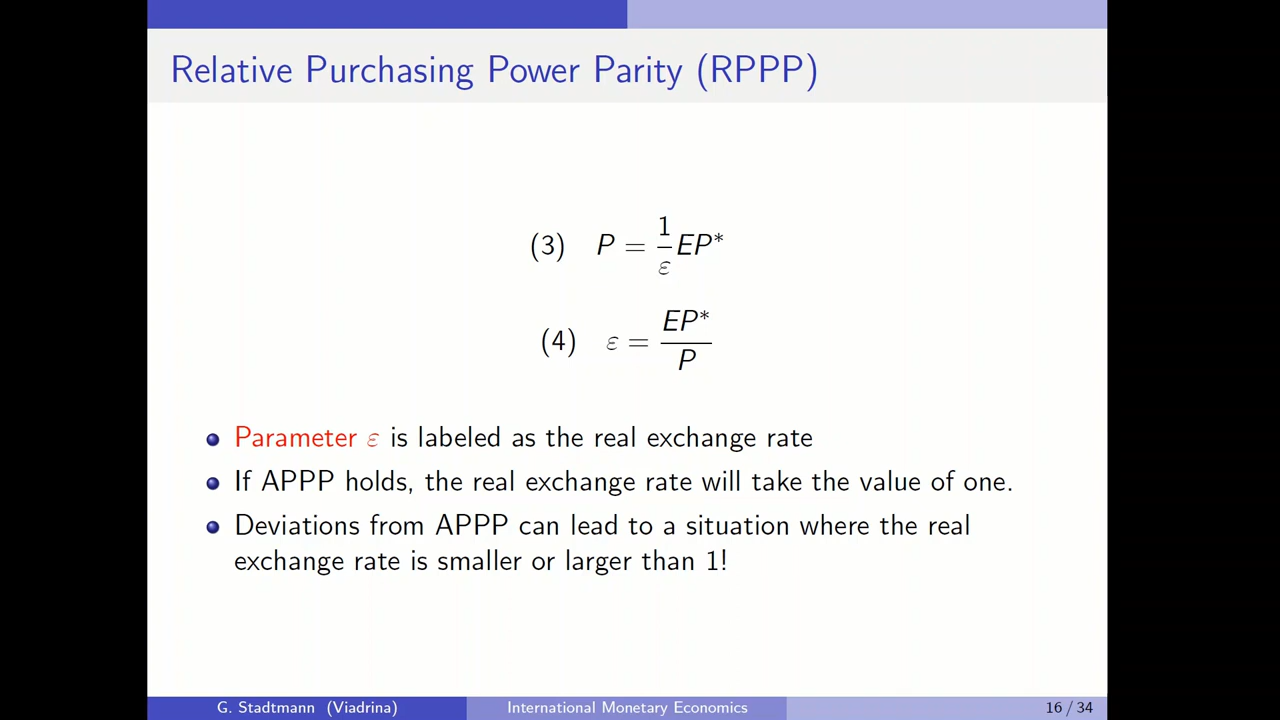 Relative Purchasing Power Parity (RPPP)
(3) P = 1/ε EP*
(4) ε = EP*/P
Parameter ε is labeled as the real exchange rate
If APPP holds, the real exchange rate will take the value of one.
Deviations from APPP can lead to a situation where the real
exchange rate is smaller or larger than 1!
G. Stadtmann (Viadrina) International Monetary Economics 16 / 34